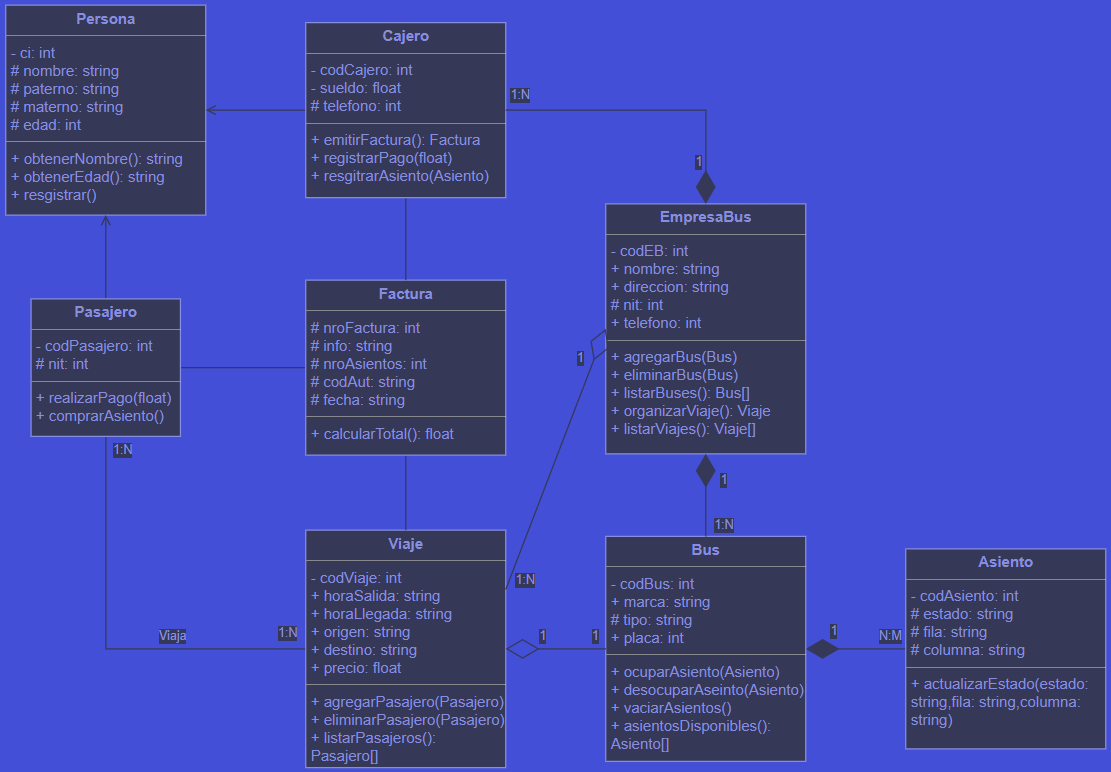 Persona
- ci: int
# nombre: string
# paterno: string
# materno: string
# edad: int
+ obtenerNombre(): string
+ obtenerEdad(): string
+ resgistrar()
Cajero
- codCajero: int
- sueldo: float
# telefono: int
+ emitirFactura(): Factura
+ registrarPago(float)
+ resgitrarAsiento(Asiento)
1:N
1
EmpresaBus
- codEB: int
+ nombre: string
+ direccion: string
# nit: int
+ telefono: int
+ agregarBus(Bus)
+ eliminarBus(Bus)
+ listarBuses(): Bus[]
+ organizarViaje(): Viaje
+ listarViajes(): Viaje[]
Pasajero
- codPasajero: int
# nit: int
+ realizarPago(float)
+ comprarAsiento()
1:N
Factura
# nroFactura: int
# info: string
# nroAsientos: int
# codAut: string
# fecha: string
+ calcularTotal(): float
1
1
1:N
1:N
Viaja
1:N
Viaje
- codViaje: int
+ horaSalida: string
+ horaLlegada: string
+ origen: string
+ destino: string
+ precio: float
+ agregarPasajero(Pasajero)
+ eliminarPasajero(Pasajero)
+ listarPasajeros():
Pasajero[]
1
1
Bus
- codBus: int
+ marca: string
# tipo: string
+ placa: int
+ ocuparAsiento(Asiento)
+ desocuparAseinto(Asiento)
+ vaciarAsientos()
+ asientosDisponibles():
Asiento[]
1
N:M
Asiento
- codAsiento: int
# estado: string
# fila: string
# columna: string
+ actualizarEstado(estado:
string,fila: string,columna:
string)